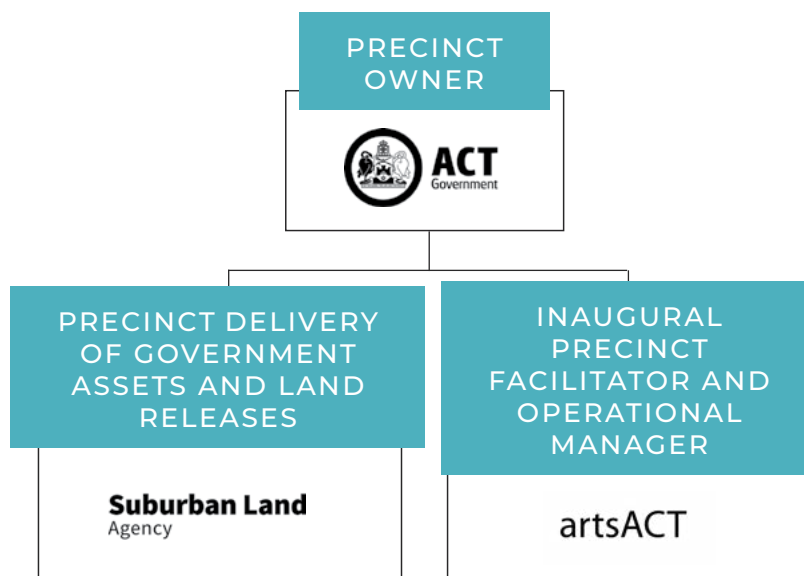 PRECINCT
OWNER
ACT
Government
PRECINCT DELIVERY
OF GOVERNMENT
ASSETS AND LAND
RELEASES
Suburban Land
Agency
INAUGURAL
PRECINCT
FACILITATOR AND
OPERATIONAL
MANAGER
artsACT